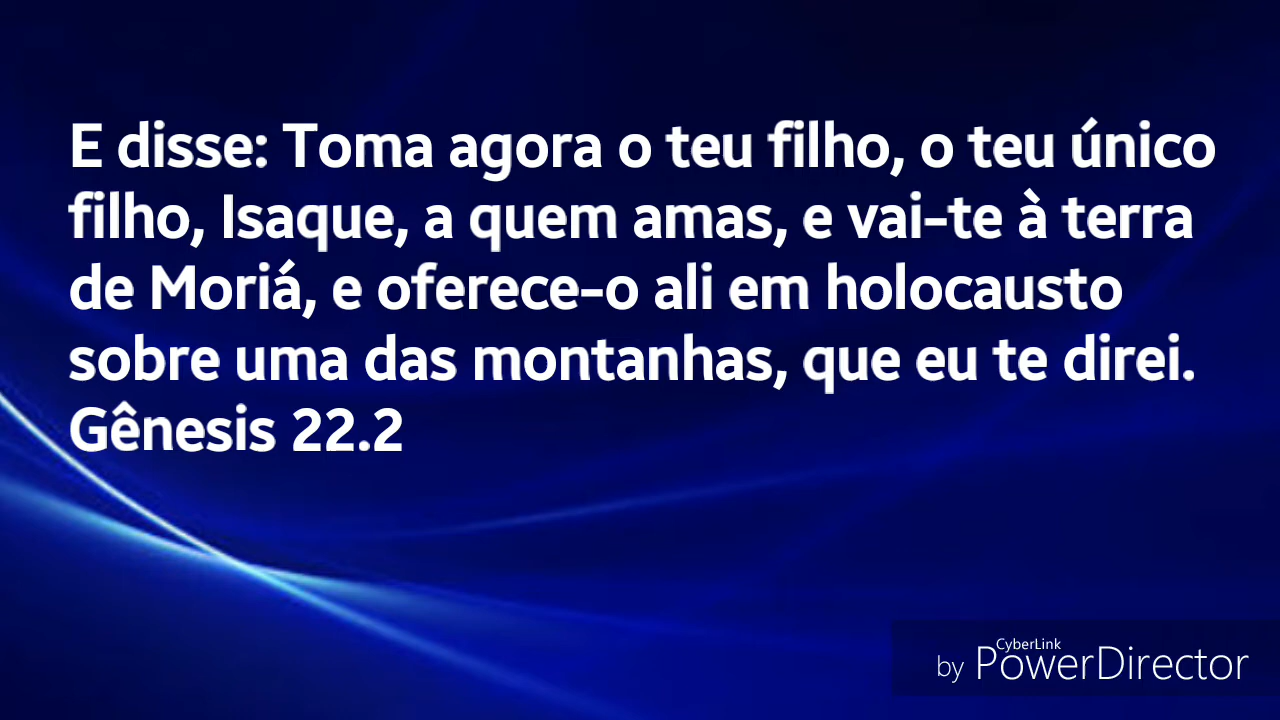 E disse: Toma agora o teu filho, o teu único
filho, Isaque, a quem amas, e vai-te à terra
de Moriá, e oferece-o ali em holocausto
sobre uma das montanhas, que eu te direi.
Gênesis 22.2
CyberLink
by PowerDirector